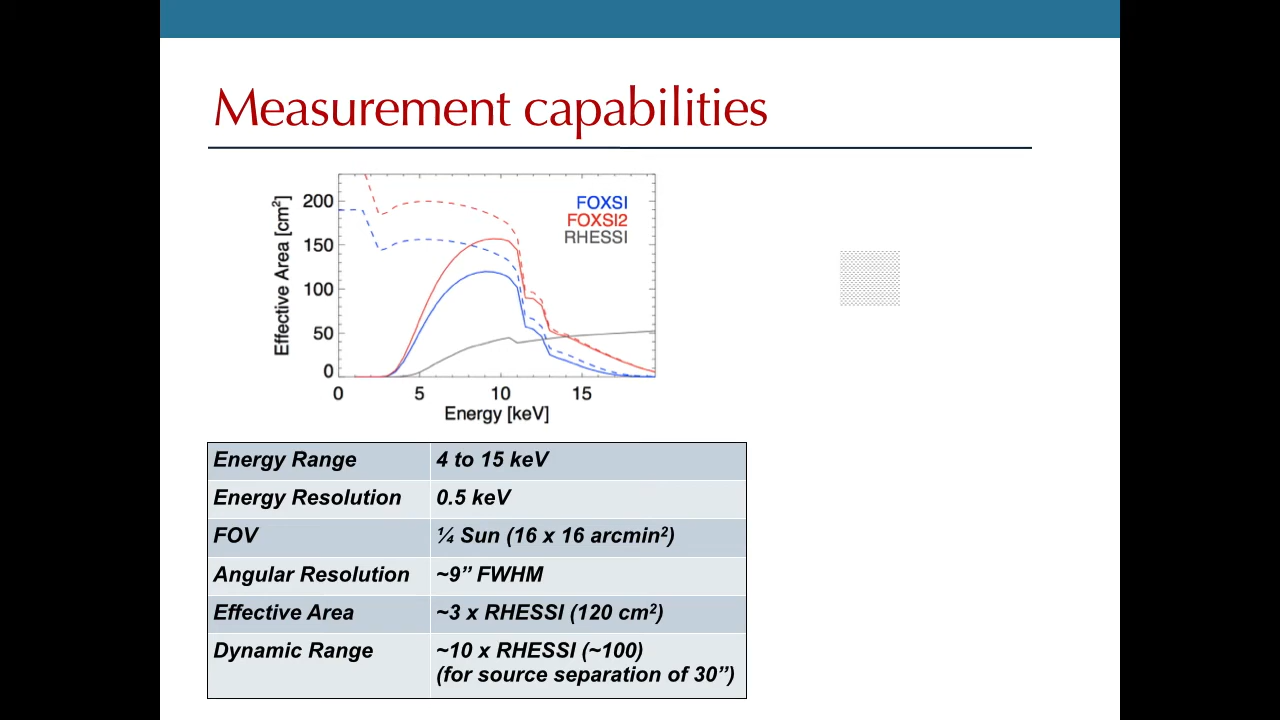 Measurement capabilities
FOXSI
FOXSI2
RHESSI
Effective Area [cm²]
200
150
100
50
0
0 5 10 15
Energy [keV]
Energy Range 4 to 15 keV
Energy Resolution 0.5 keV
FOV ¼ Sun (16 x 16 arcmin²)
Angular Resolution ~9” FWHM
Effective Area ~3 x RHESSI (120 cm²)
Dynamic Range ~10 x RHESSI (~100)
(for source separation of 30”)